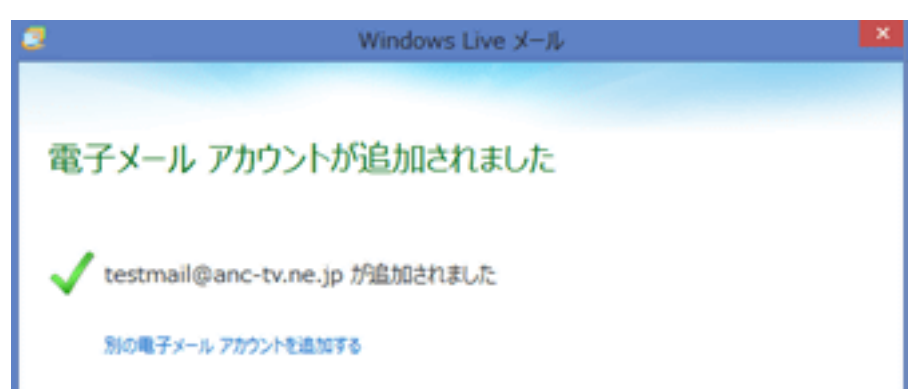 Windows Live メール
電子メール アカウントが追加されました
testmail@anc-tv.ne.jp が追加されました
別の電子メール アカウントを追加する